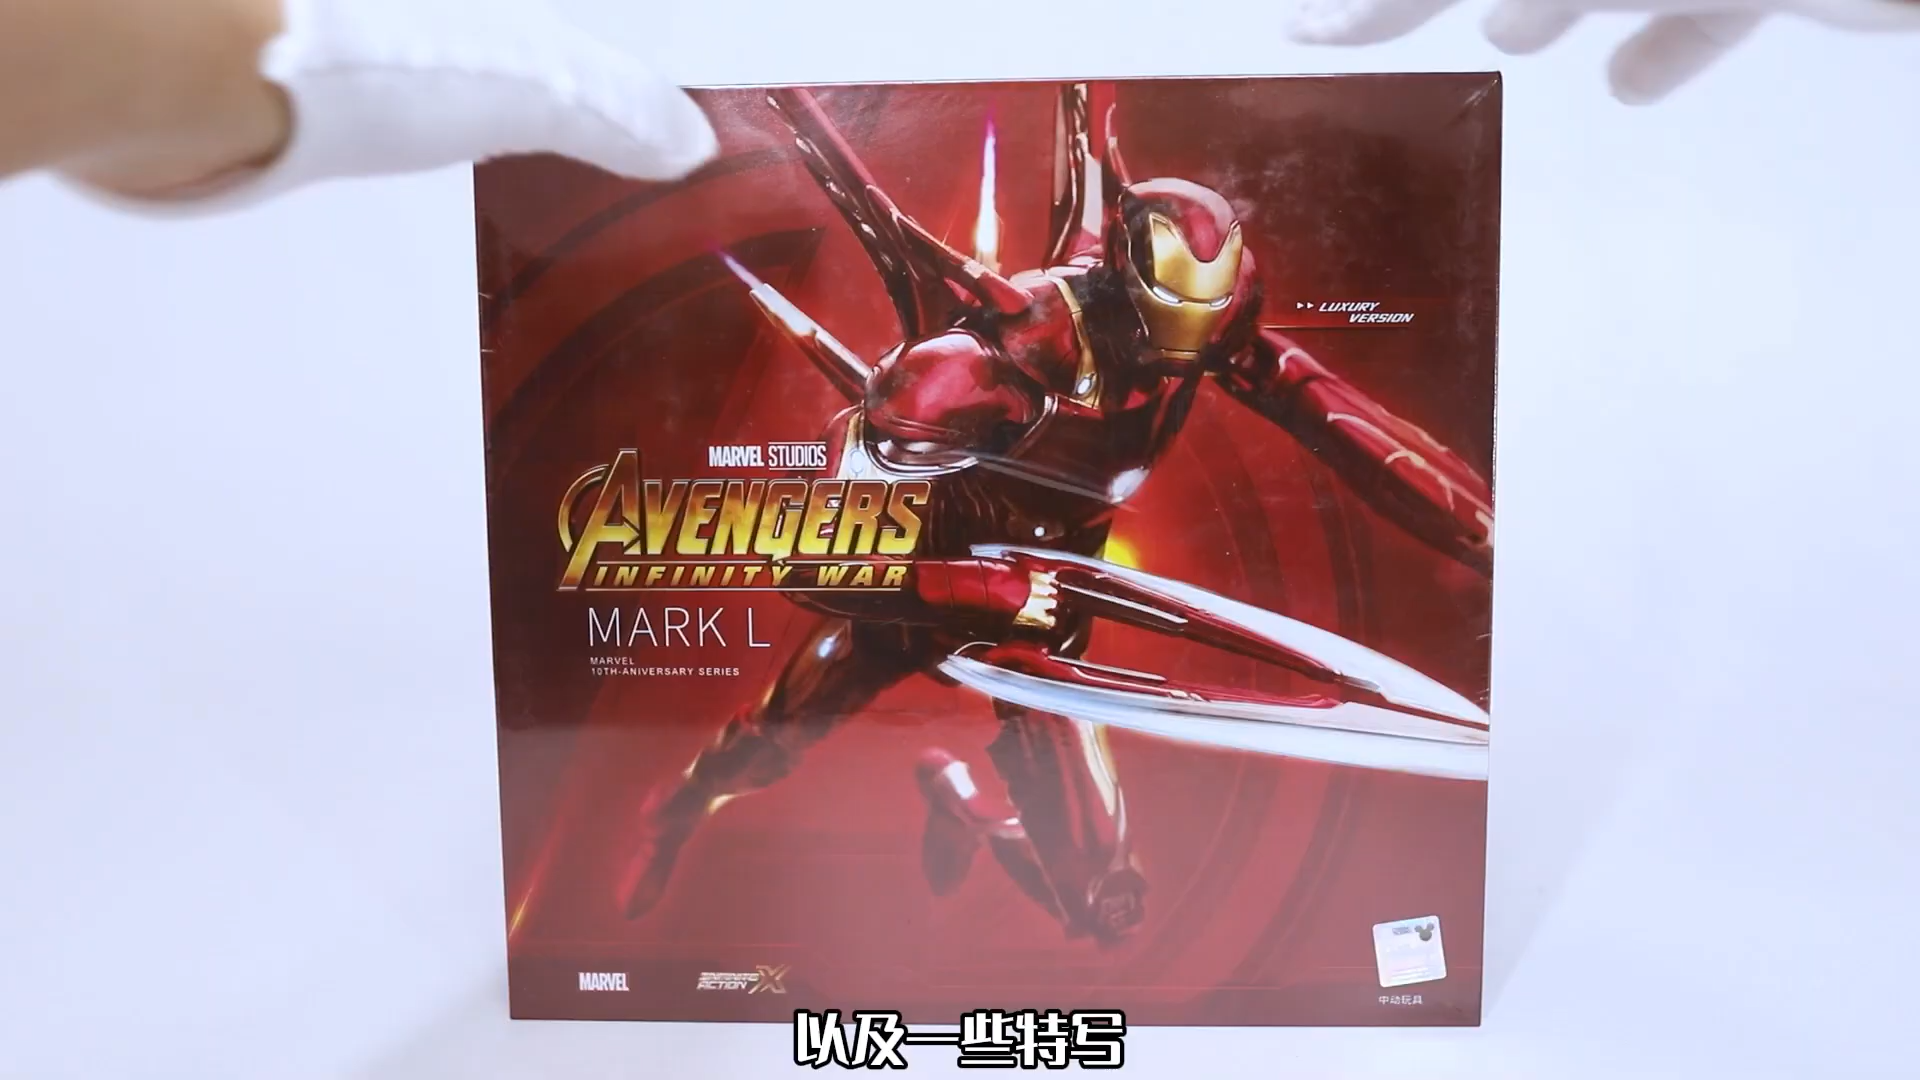 ▸▸ LUXURY
VERSION
MARVEL STUDIOS
AVENGERS
INFINITY WAR
MARK L
MARVEL
10TH-ANIVERSARY SERIES
MARVEL
INFINITE
ACTION X
中动玩具
以及一些特写